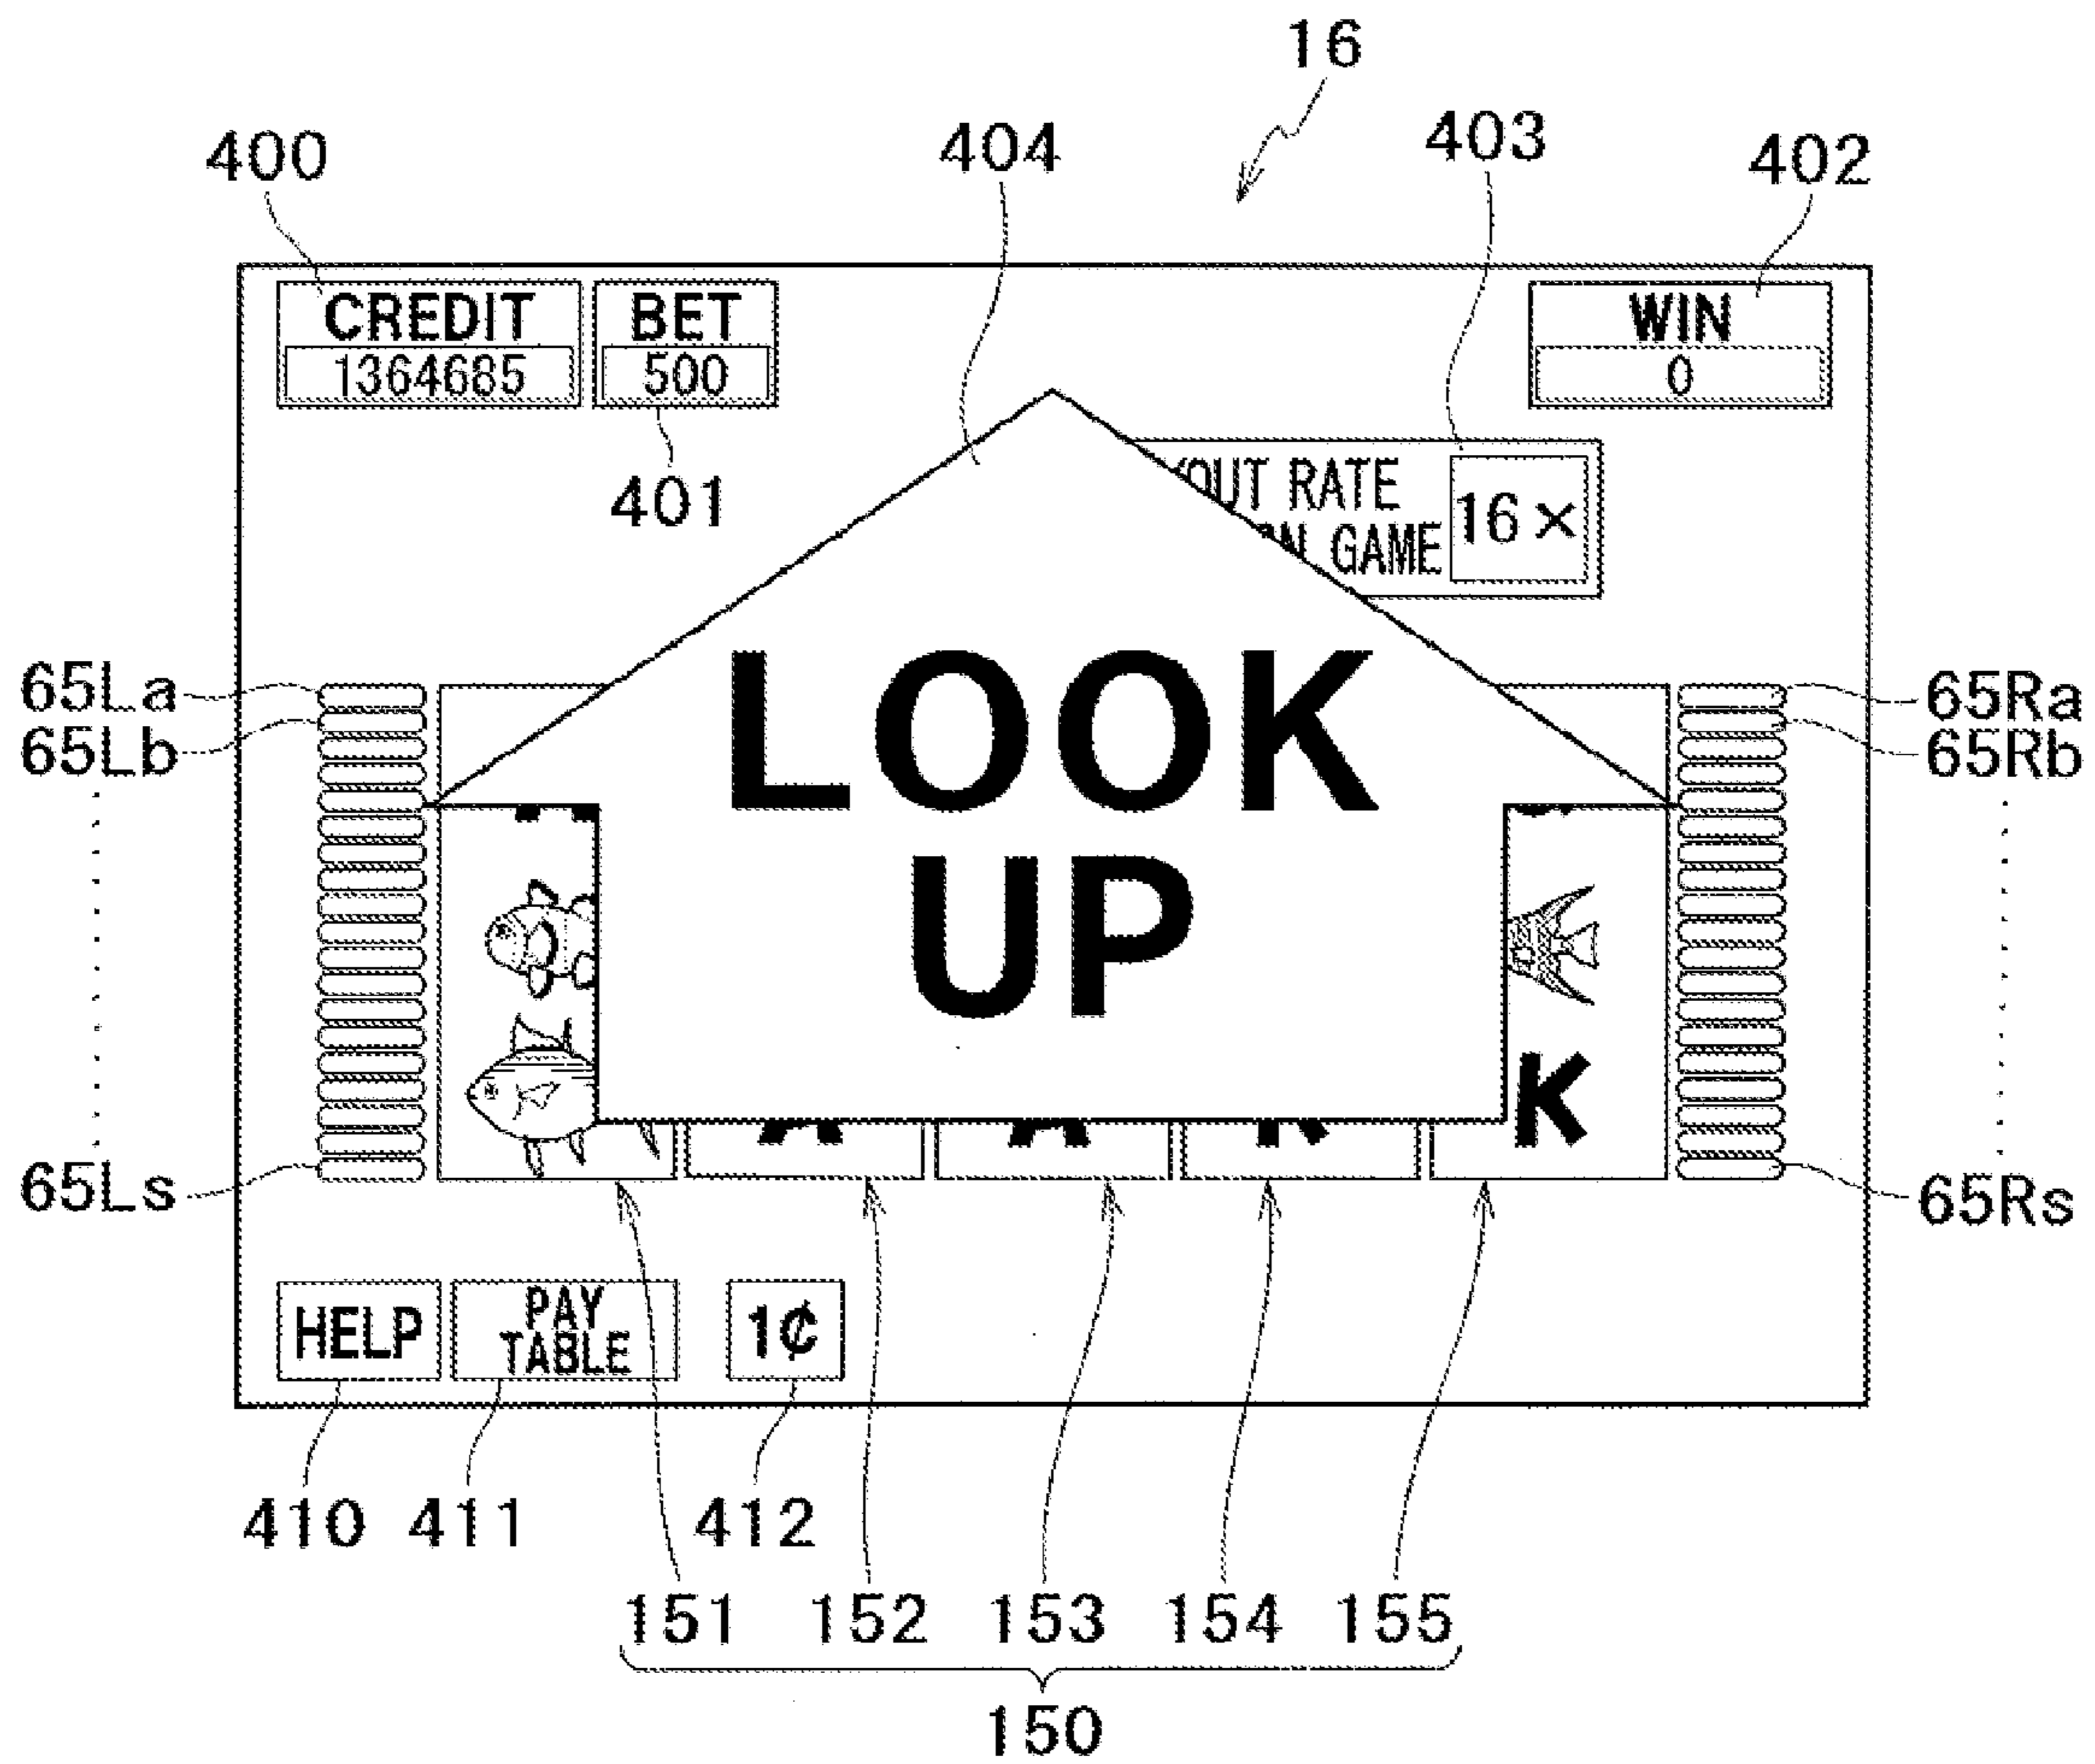 16
400
404
403
402
CREDIT
1364685
BET
500
WIN
0
401
OUT RATE
GAME
16×
65La
65Lb
65Ls
LOOK
UP
65Ra
65Rb
65Rs
A
A
K
K
HELP
PAY
TABLE
1¢
410
411
412
151
152
153
154
155
150